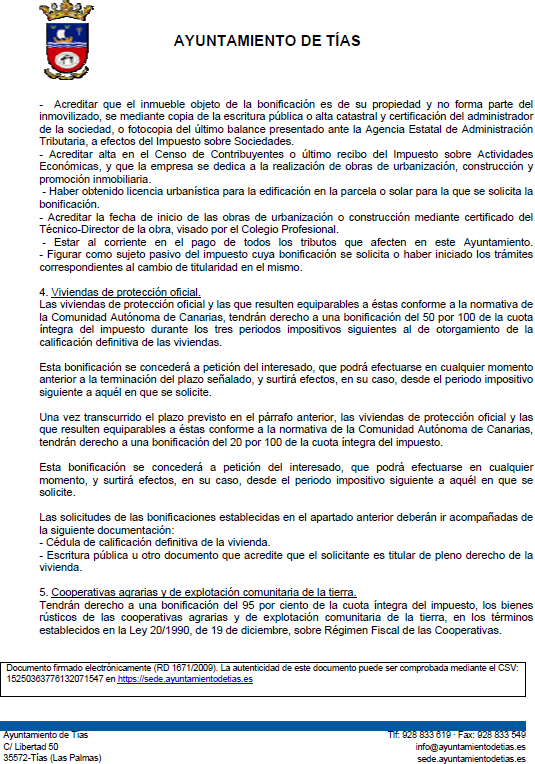 AYUNTAMIENTO DE TÍAS
- Acreditar que el inmueble objeto de la bonificación es de su propiedad y no forma parte del
inmovilizado, se mediante copia de la escritura pública o alta catastral y certificación del administrador
de la sociedad, o fotocopia del último balance presentado ante la Agencia Estatal de Administración
Tributaria, a efectos del Impuesto sobre Sociedades.
- Acreditar alta en el Censo de Contribuyentes o último recibo del Impuesto sobre Actividades
Económicas, y que la empresa se dedica a la realización de obras de urbanización, construcción y
promoción inmobiliaria.
- Haber obtenido licencia urbanística para la edificación en la parcela o solar para la que se solicita la
bonificación.
- Acreditar la fecha de inicio de las obras de urbanización o construcción mediante certificado del
Técnico-Director de la obra, visado por el Colegio Profesional.
- Estar al corriente en el pago de todos los tributos que afecten en este Ayuntamiento.
- Figurar como sujeto pasivo del impuesto cuya bonificación se solicita o haber iniciado los trámites
correspondientes al cambio de titularidad en el mismo.
4. Viviendas de protección oficial.
Las viviendas de protección oficial y las que resulten equiparables a éstas conforme a la normativa de
la Comunidad Autónoma de Canarias, tendrán derecho a una bonificación del 50 por 100 de la cuota
íntegra del impuesto durante los tres periodos impositivos siguientes al de otorgamiento de la
calificación definitiva de las viviendas.
Esta bonificación se concederá a petición del interesado, que podrá efectuarse en cualquier momento
anterior a la terminación del plazo señalado, y surtirá efectos, en su caso, desde el periodo impositivo
siguiente a aquél en que se solicite.
Una vez transcurrido el plazo previsto en el párrafo anterior, las viviendas de protección oficial y las
que resulten equiparables a éstas conforme a la normativa de la Comunidad Autónoma de Canarias,
tendrán derecho a una bonificación del 20 por 100 de la cuota íntegra del impuesto.
Esta bonificación se concederá a petición del interesado, que podrá efectuarse en cualquier
momento, y surtirá efectos, en su caso, desde el periodo impositivo siguiente a aquél en que se
solicite.
Las solicitudes de las bonificaciones establecidas en el apartado anterior deberán ir acompañadas de
la siguiente documentación:
- Cédula de calificación definitiva de la vivienda.
- Escritura pública u otro documento que acredite que el solicitante es titular de pleno derecho de la
vivienda.
5. Cooperativas agrarias y de explotación comunitaria de la tierra.
Tendrán derecho a una bonificación del 95 por ciento de la cuota íntegra del impuesto, los bienes
rústicos de las cooperativas agrarias y de explotación comunitaria de la tierra, en los términos
establecidos en la Ley 20/1990, de 19 de diciembre, sobre Régimen Fiscal de las Cooperativas.
Documento firmado electrónicamente (RD 1671/2009). La autenticidad de este documento puede ser comprobada mediante el CSV:
15250363776132071547 en https://sede.ayuntamientodetias.es
Ayuntamiento de Tías
C/ Libertad 50
35572-Tías (Las Palmas)
Tlf: 928 833 619 · Fax: 928 833 549
info@ayuntamientodetias.es
sede.ayuntamientodetias.es